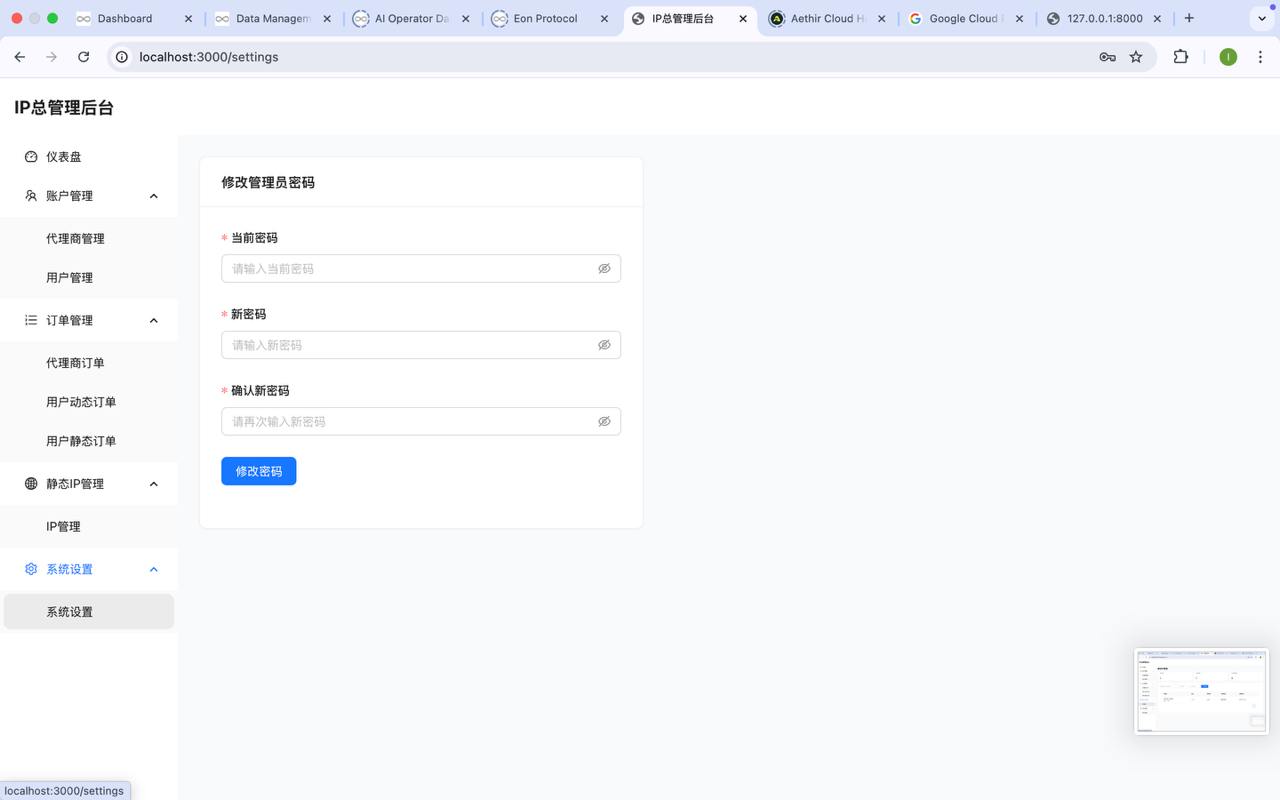 Dashboard
Data Managem
AI Operator Da
Eon Protocol
IP总管理后台
Aethir Cloud H
Google Cloud
127.0.0.1:8000
localhost:3000/settings
I
IP总管理后台
仪表盘
账户管理
代理商管理
用户管理
订单管理
代理商订单
用户动态订单
用户静态订单
静态IP管理
IP管理
系统设置
系统设置
修改管理员密码
* 当前密码
请输入当前密码
* 新密码
请输入新密码
* 确认新密码
请再次输入新密码
修改密码
localhost:3000/settings